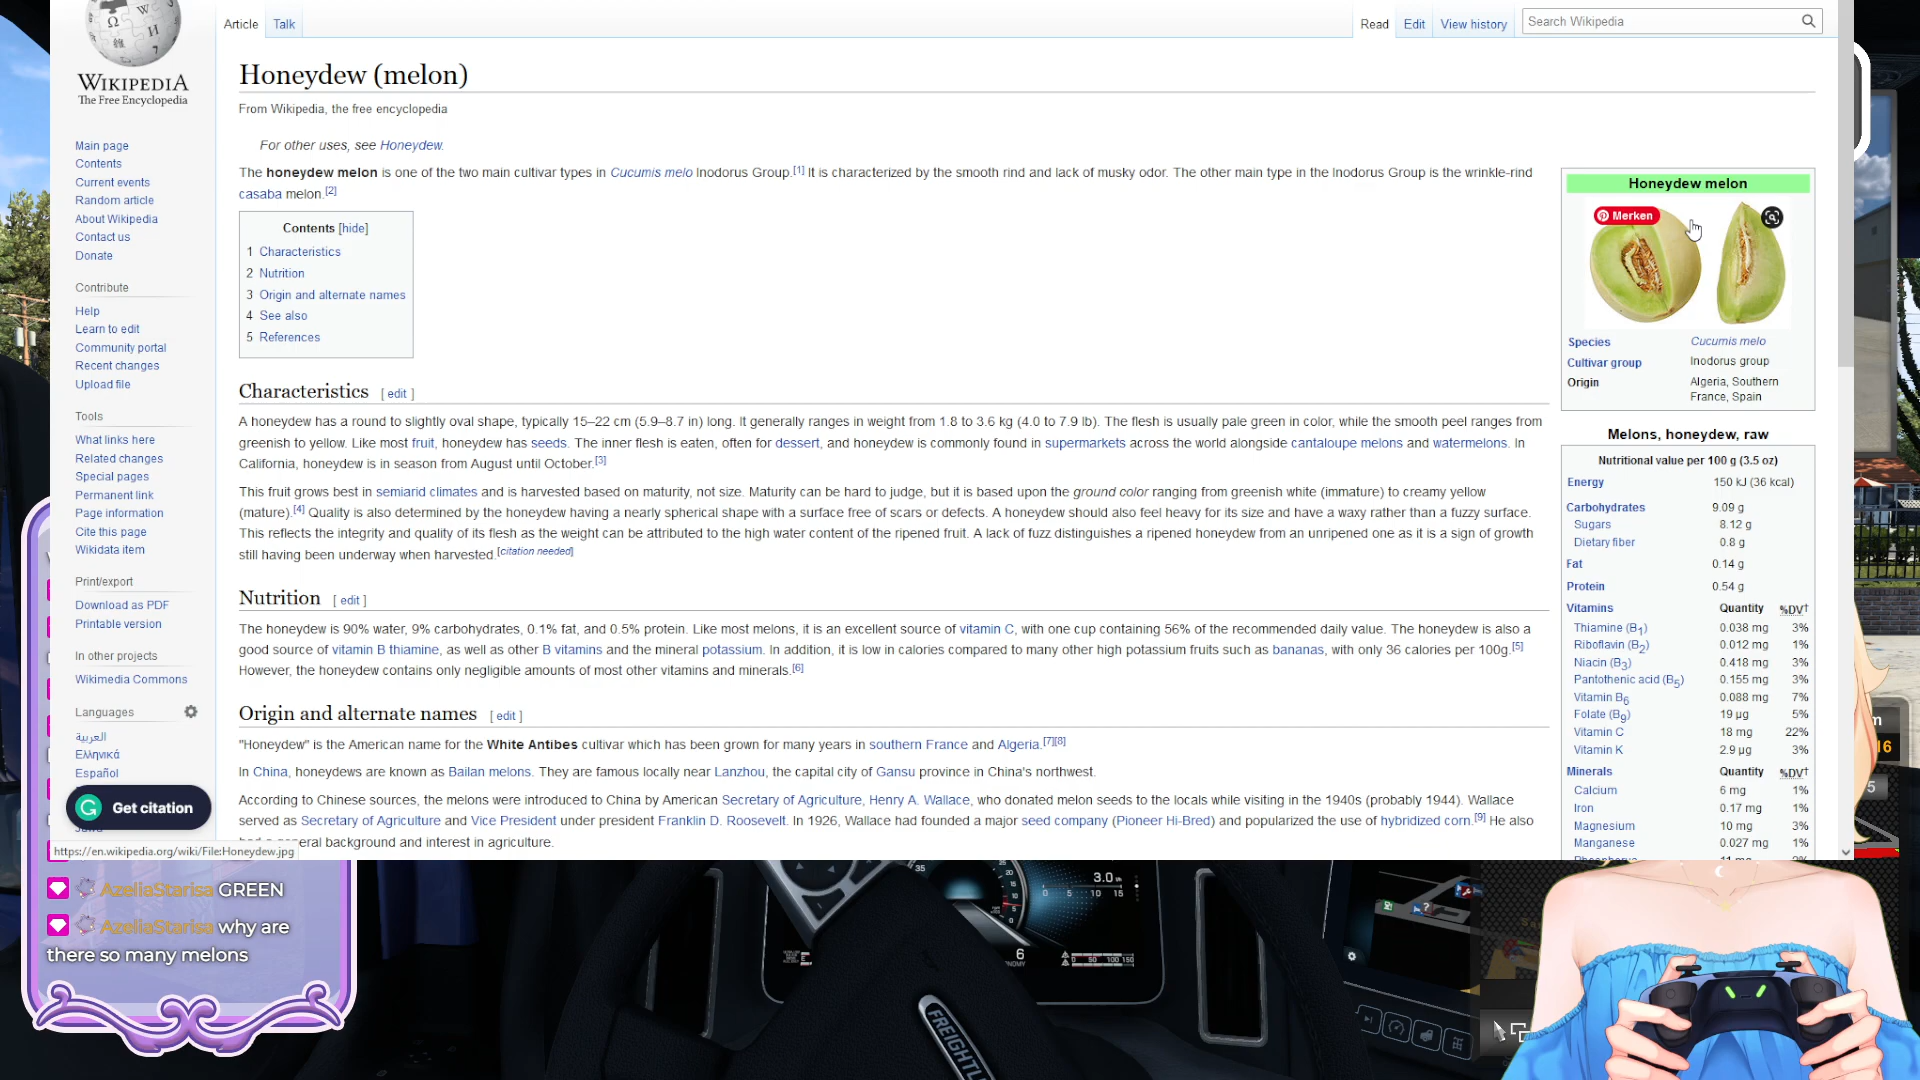 Article Talk Read Edit View history Search Wikipedia
WIKIPEDIA
The Free Encyclopedia
Main page
Contents
Current events
Random article
About Wikipedia
Contact us
Donate
Contribute
Help
Learn to edit
Community portal
Recent changes
Upload file
Tools
What links here
Related changes
Special pages
Permanent link
Page information
Cite this page
Wikidata item
Print/export
Download as PDF
Printable version
In other projects
Wikimedia Commons
Languages
العربية
Ελληνικά
Español
Get citation
https://en.wikipedia.org/wiki/File:Honeydew.jpg
Honeydew (melon)
From Wikipedia, the free encyclopedia
For other uses, see Honeydew.
The honeydew melon is one of the two main cultivar types in Cucumis melo Inodorus Group.[1] It is characterized by the smooth rind and lack of musky odor. The other main type in the Inodorus Group is the wrinkle-rind
casaba melon.[2]
Contents [hide]
1 Characteristics
2 Nutrition
3 Origin and alternate names
4 See also
5 References
Characteristics [ edit ]
A honeydew has a round to slightly oval shape, typically 15–22 cm (5.9–8.7 in) long. It generally ranges in weight from 1.8 to 3.6 kg (4.0 to 7.9 lb). The flesh is usually pale green in color, while the smooth peel ranges from
greenish to yellow. Like most fruit, honeydew has seeds. The inner flesh is eaten, often for dessert, and honeydew is commonly found in supermarkets across the world alongside cantaloupe melons and watermelons. In
California, honeydew is in season from August until October.[3]
This fruit grows best in semiarid climates and is harvested based on maturity, not size. Maturity can be hard to judge, but it is based upon the ground color ranging from greenish white (immature) to creamy yellow
(mature).[4] Quality is also determined by the honeydew having a nearly spherical shape with a surface free of scars or defects. A honeydew should also feel heavy for its size and have a waxy rather than a fuzzy surface.
This reflects the integrity and quality of its flesh as the weight can be attributed to the high water content of the ripened fruit. A lack of fuzz distinguishes a ripened honeydew from an unripened one as it is a sign of growth
still having been underway when harvested.[citation needed]
Nutrition [ edit ]
The honeydew is 90% water, 9% carbohydrates, 0.1% fat, and 0.5% protein. Like most melons, it is an excellent source of vitamin C, with one cup containing 56% of the recommended daily value. The honeydew is also a
good source of vitamin B thiamine, as well as other B vitamins and the mineral potassium. In addition, it is low in calories compared to many other high potassium fruits such as bananas, with only 36 calories per 100g.[5]
However, the honeydew contains only negligible amounts of most other vitamins and minerals.[6]
Origin and alternate names [ edit ]
"Honeydew" is the American name for the White Antibes cultivar which has been grown for many years in southern France and Algeria.[7][8]
In China, honeydews are known as Bailan melons. They are famous locally near Lanzhou, the capital city of Gansu province in China's northwest.
According to Chinese sources, the melons were introduced to China by American Secretary of Agriculture, Henry A. Wallace, who donated melon seeds to the locals while visiting in the 1940s (probably 1944). Wallace
served as Secretary of Agriculture and Vice President under president Franklin D. Roosevelt. In 1926, Wallace had founded a major seed company (Pioneer Hi-Bred) and popularized the use of hybridized corn.[9] He also
had a general background and interest in agriculture.
Honeydew melon
Merken
Species Cucumis melo
Cultivar group Inodorus group
Origin Algeria, Southern
France, Spain
Melons, honeydew, raw
Nutritional value per 100 g (3.5 oz)
Energy 150 kJ (36 kcal)
Carbohydrates 9.09 g
Sugars 8.12 g
Dietary fiber 0.8 g
Fat 0.14 g
Protein 0.54 g
Vitamins Quantity %DV†
Thiamine (B1) 0.038 mg 3%
Riboflavin (B2) 0.012 mg 1%
Niacin (B3) 0.418 mg 3%
Pantothenic acid (B5) 0.155 mg 3%
Vitamin B6 0.088 mg 7%
Folate (B9) 19 μg 5%
Vitamin C 18 mg 22%
Vitamin K 2.9 μg 3%
Minerals Quantity %DV†
Calcium 6 mg 1%
Iron 0.17 mg 1%
Magnesium 10 mg 3%
Manganese 0.027 mg 1%
AzeliaStarisa GREEN
AzeliaStarisa why are
there so many melons
3.0
0 5 10 15
6
0 50 100 150
35
FREIGHTL